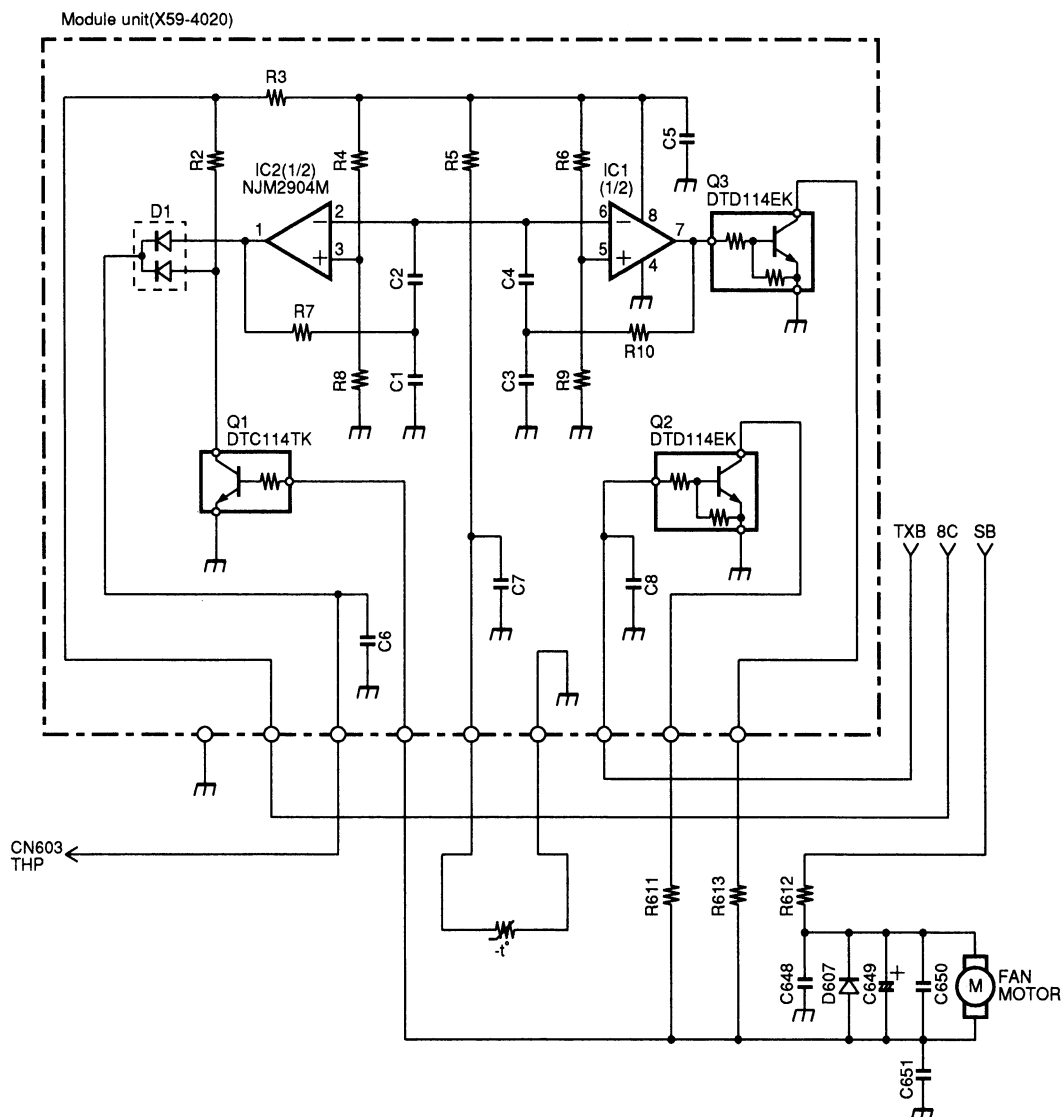 Module unit(X59-4020)
R3
R2
R4
R5
R6
C5
IC2(1/2)
NJM2904M
IC1
(1/2)
Q3
DTD114EK
D1
1
2
3
6
5
8
7
4
C2
C4
R7
R10
R8
C1
C3
R9
Q1
DTC114TK
Q2
DTD114EK
TXB 8C SB
C7
C8
C6
CN603
THP
R611
R613
R612
-t°
C648
D607
C649
+
C650
M
FAN
MOTOR
C651